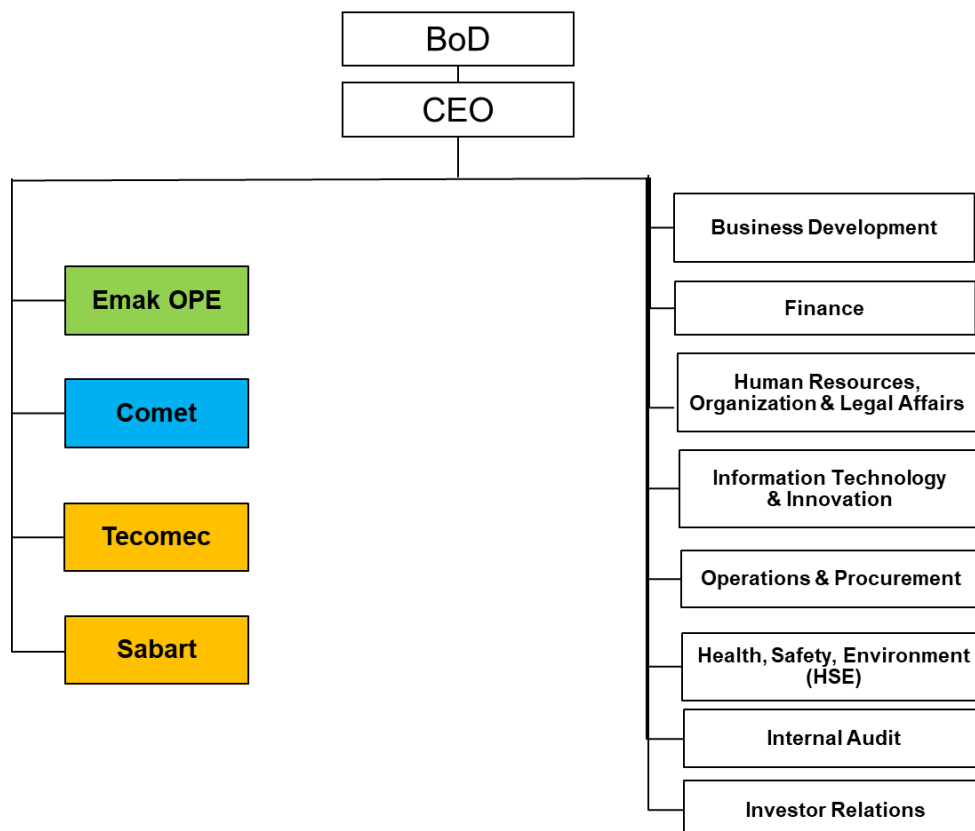 BoD
CEO
Emak OPE
Comet
Tecomec
Sabart
Business Development
Finance
Human Resources,
Organization & Legal Affairs
Information Technology
& Innovation
Operations & Procurement
Health, Safety, Environment
(HSE)
Internal Audit
Investor Relations